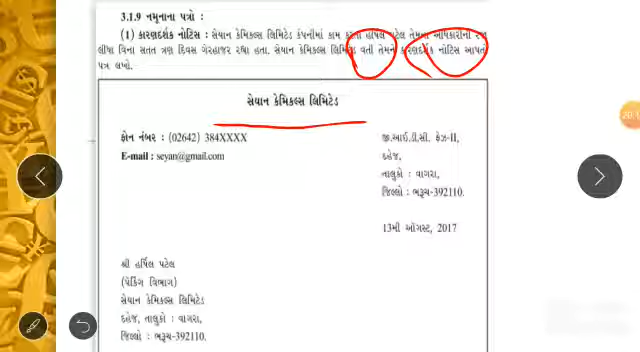 3.1.9 નમૂનાના પત્રો :
(1) કારણદર્શક નોટિસ : સેયાન કેમિકલ્સ લિમિટેડ કંપનીમાં કામ કરતા હર્ષિલ પટેલ તેમના અધિકારીની રજા
લીધા વિના સતત ત્રણ દિવસ ગેરહાજર રહ્યા હતા. સેયાન કેમિકલ્સ લિમિટેડ વતી તેમને કારણદર્શક નોટિસ આપતો
પત્ર લખો.
સેયાન કેમિકલ્સ લિમિટેડ
ફોન નંબર : (02642) 384XXXX
E-mail : seyan@gmail.com
જી.આઈ.ડી.સી. ફેઝ-II,
દહેજ,
તાલુકો : વાગરા,
જિલ્લો : ભરૂચ-392110.
13મી ઑગસ્ટ, 2017
શ્રી હર્ષિલ પટેલ
(પૅકિંગ વિભાગ)
સેયાન કેમિકલ્સ લિમિટેડ
દહેજ, તાલુકો : વાગરા,
જિલ્લો : ભરૂચ-392110.